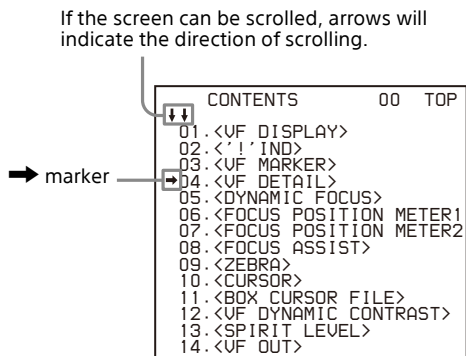 If the screen can be scrolled, arrows will
indicate the direction of scrolling.
CONTENTS 00 TOP
↓↓
01.<VF DISPLAY>
02.<'!'IND>
03.<VF MARKER>
➡ marker
➡04.<VF DETAIL>
05.<DYNAMIC FOCUS>
06.<FOCUS POSITION METER1
07.<FOCUS POSITION METER2
08.<FOCUS ASSIST>
09.<ZEBRA>
10.<CURSOR>
11.<BOX CURSOR FILE>
12.<VF DYNAMIC CONTRAST>
13.<SPIRIT LEVEL>
14.<VF OUT>